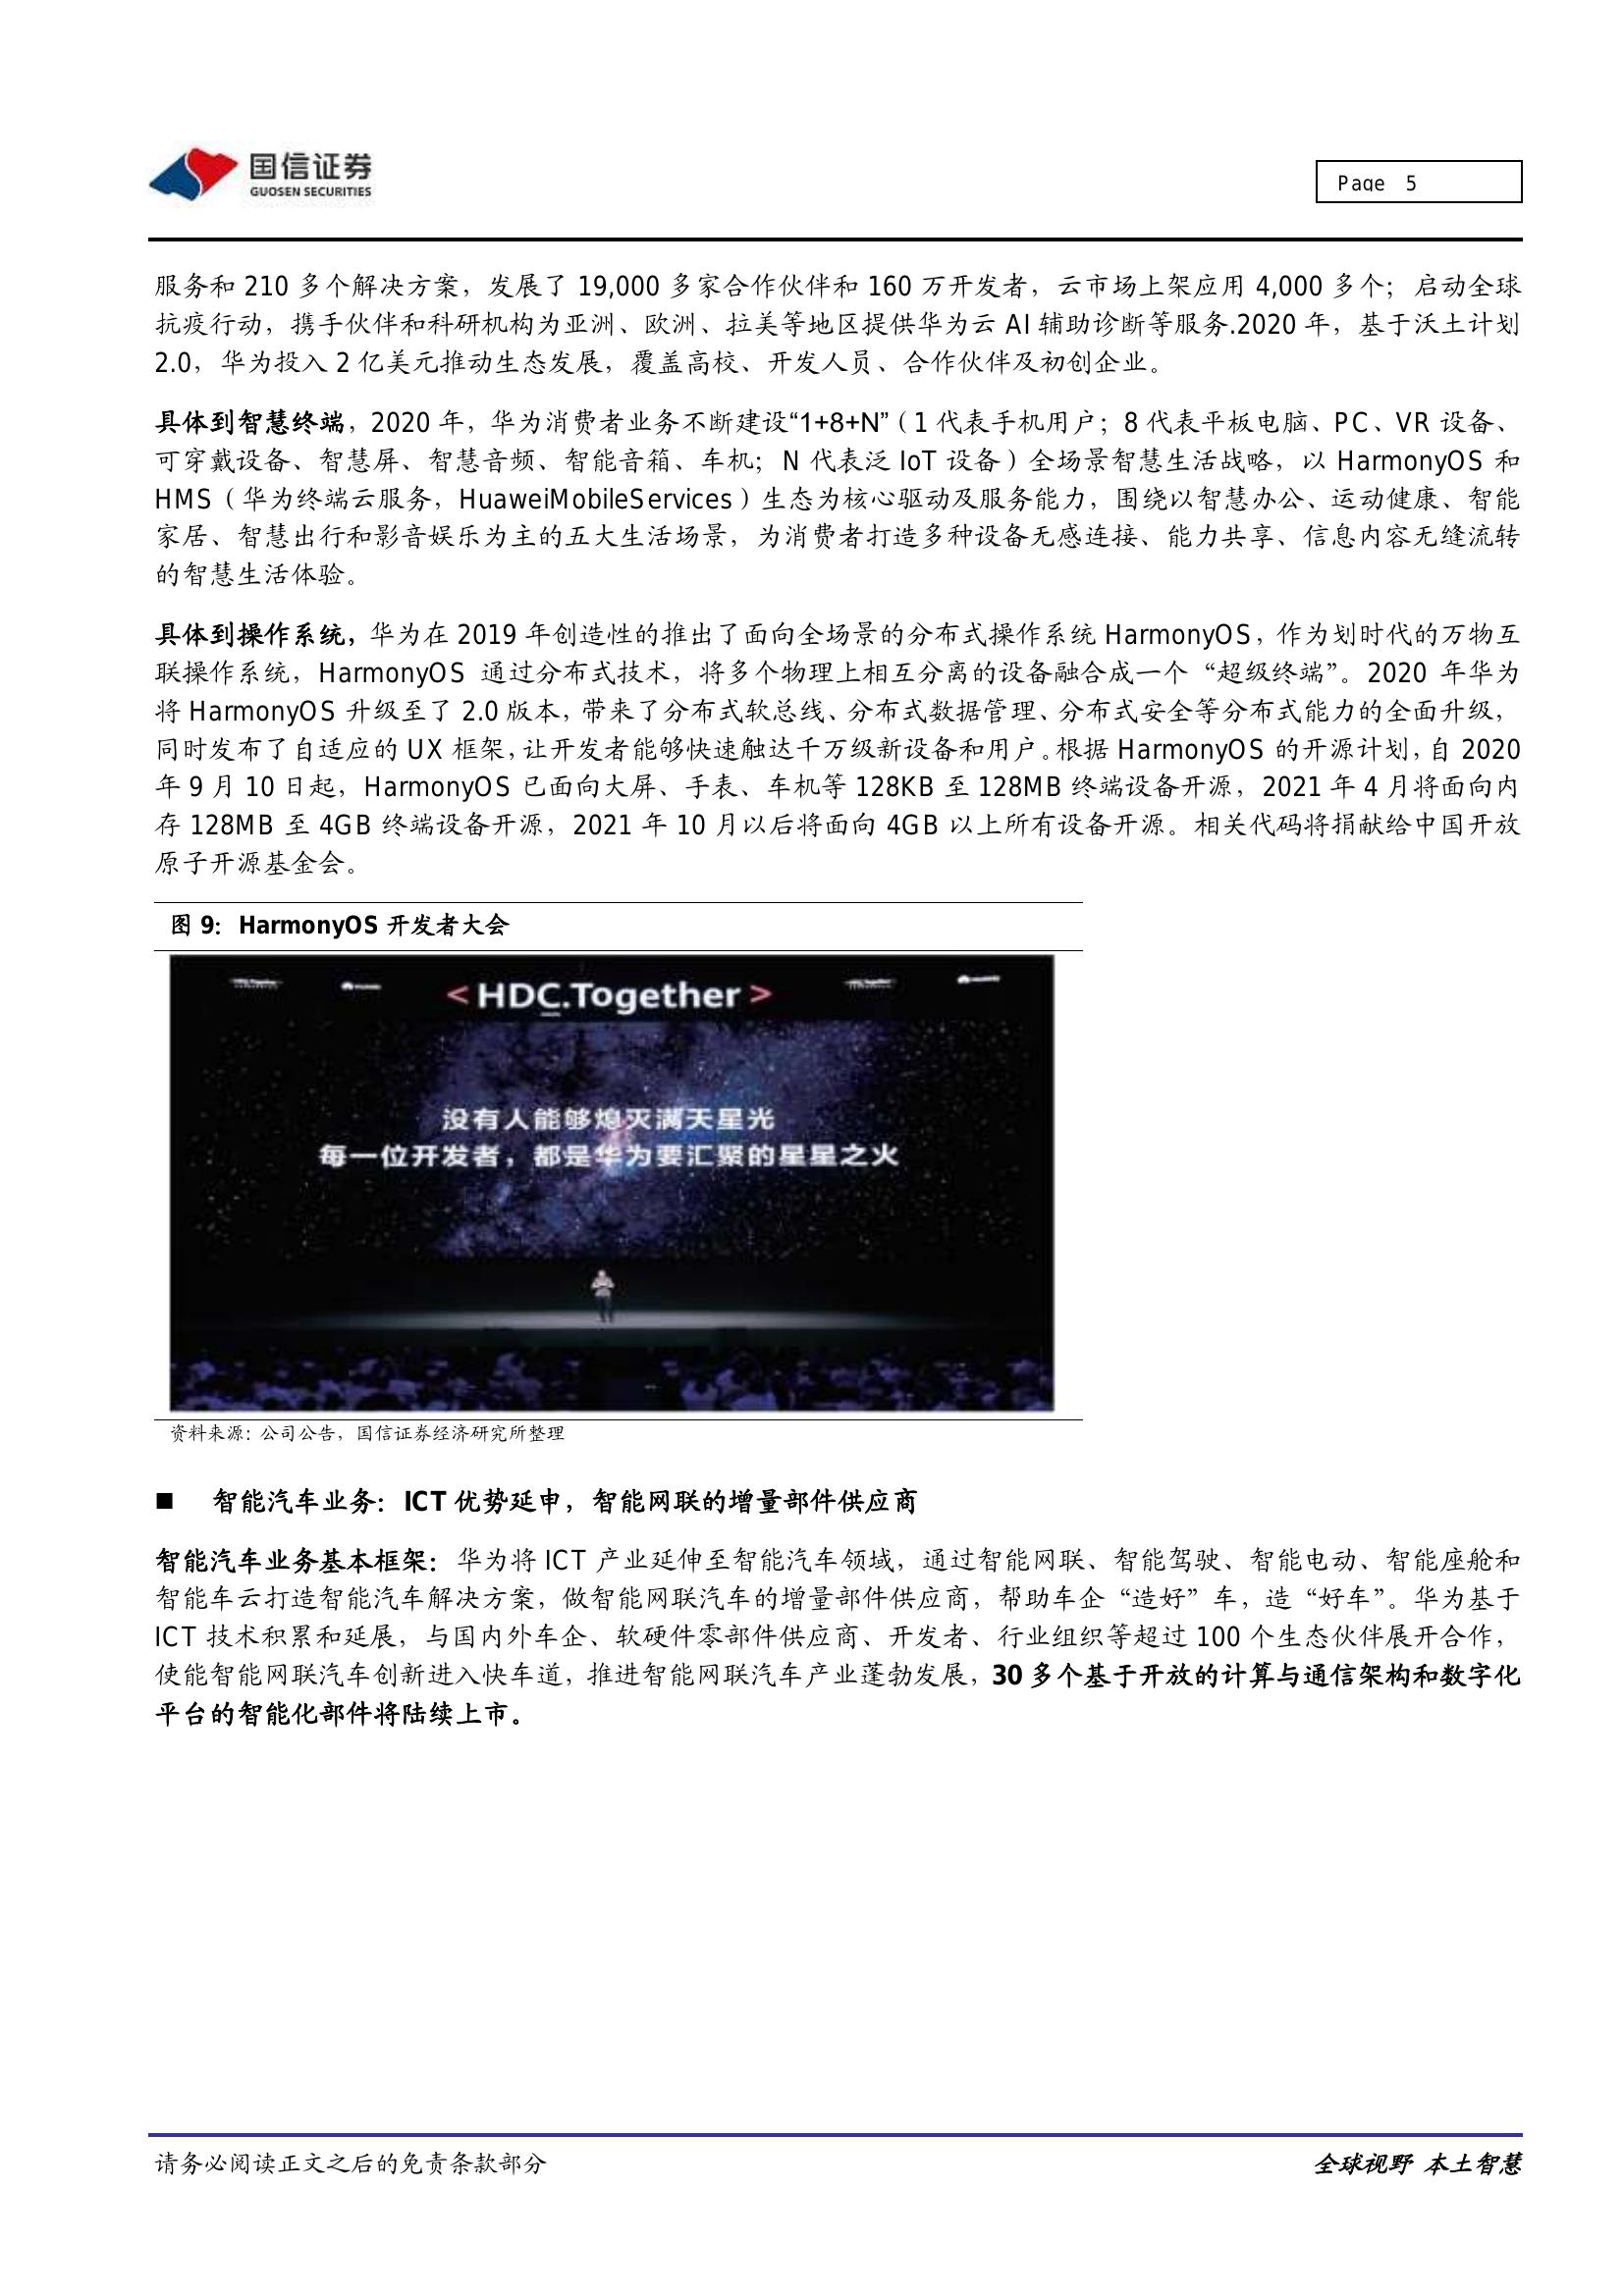 国信证券
GUOSEN SECURITIES
Page 5
服务和 210 多个解决方案，发展了 19,000 多家合作伙伴和 160 万开发者，云市场上架应用 4,000 多个；启动全球
抗疫行动，携手伙伴和科研机构为亚洲、欧洲、拉美等地区提供华为云 AI 辅助诊断等服务.2020 年，基于沃土计划
2.0，华为投入 2 亿美元推动生态发展，覆盖高校、开发人员、合作伙伴及初创企业。
具体到智慧终端，2020 年，华为消费者业务不断建设“1+8+N”（1 代表手机用户；8 代表平板电脑、PC、VR 设备、
可穿戴设备、智慧屏、智慧音频、智能音箱、车机；N 代表泛 IoT 设备）全场景智慧生活战略，以 HarmonyOS 和
HMS（华为终端云服务，HuaweiMobileServices）生态为核心驱动及服务能力，围绕以智慧办公、运动健康、智能
家居、智慧出行和影音娱乐为主的五大生活场景，为消费者打造多种设备无感连接、能力共享、信息内容无缝流转
的智慧生活体验。
具体到操作系统，华为在 2019 年创造性的推出了面向全场景的分布式操作系统 HarmonyOS，作为划时代的万物互
联操作系统，HarmonyOS 通过分布式技术，将多个物理上相互分离的设备融合成一个“超级终端”。2020 年华为
将 HarmonyOS 升级至了 2.0 版本，带来了分布式软总线、分布式数据管理、分布式安全等分布式能力的全面升级，
同时发布了自适应的 UX 框架，让开发者能够快速触达千万级新设备和用户。根据 HarmonyOS 的开源计划，自 2020
年 9 月 10 日起，HarmonyOS 已面向大屏、手表、车机等 128KB 至 128MB 终端设备开源，2021 年 4 月将面向内
存 128MB 至 4GB 终端设备开源，2021 年 10 月以后将面向 4GB 以上所有设备开源。相关代码将捐献给中国开放
原子开源基金会。
图 9：HarmonyOS 开发者大会
<HDC.Together>
没有人能够熄灭满天星光
每一位开发者，都是华为要汇聚的星星之火
资料来源：公司公告，国信证券经济研究所整理
■ 智能汽车业务：ICT 优势延申，智能网联的增量部件供应商
智能汽车业务基本框架：华为将 ICT 产业延伸至智能汽车领域，通过智能网联、智能驾驶、智能电动、智能座舱和
智能车云打造智能汽车解决方案，做智能网联汽车的增量部件供应商，帮助车企“造好”车，造“好车”。华为基于
ICT 技术积累和延展，与国内外车企、软硬件零部件供应商、开发者、行业组织等超过 100 个生态伙伴展开合作，
使能智能网联汽车创新进入快车道，推进智能网联汽车产业蓬勃发展，30 多个基于开放的计算与通信架构和数字化
平台的智能化部件将陆续上市。
请务必阅读正文之后的免责条款部分
全球视野 本土智慧